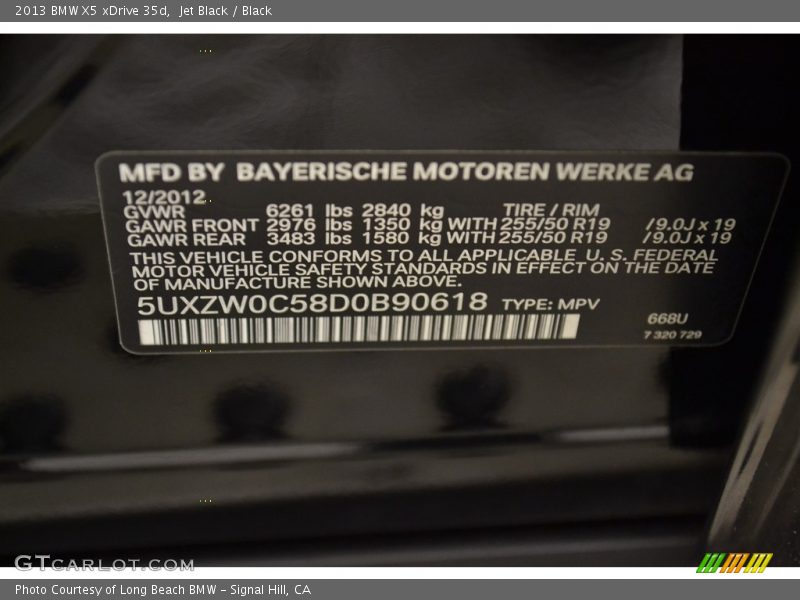 2013 BMW X5 xDrive 35d, Jet Black / Black
MFD BY BAYERISCHE MOTOREN WERKE AG
12/2012
GVWR 6261 lbs 2840 kg TIRE / RIM
GAWR FRONT 2976 lbs 1350 kg WITH 255/50 R19 /9.0J x 19
GAWR REAR 3483 lbs 1580 kg WITH 255/50 R19 /9.0J x 19
THIS VEHICLE CONFORMS TO ALL APPLICABLE U. S. FEDERAL
MOTOR VEHICLE SAFETY STANDARDS IN EFFECT ON THE DATE
OF MANUFACTURE SHOWN ABOVE.
5UXZW0C58D0B90618 TYPE: MPV
668U
7 320 729
GTCARLOT.COM
Photo Courtesy of Long Beach BMW - Signal Hill, CA